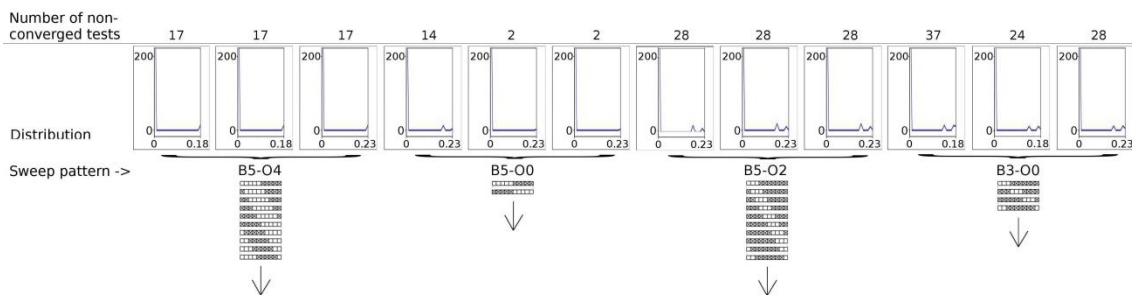 Number of non-
converged tests 17 17 17 14 2 2 28 28 28 37 24 28
200 200 200 200 200 200 200 200 200 200 200 200
Distribution 0 0 0 0 0 0 0 0 0 0 0 0
0 0.18 0 0.18 0 0.23 0 0.23 0 0.23 0 0.23 0 0.23 0 0.23 0 0.23 0 0.18 0 0.18 0 0.23
Sweep pattern -> B5-O4 B5-O0 B5-O2 B3-O0